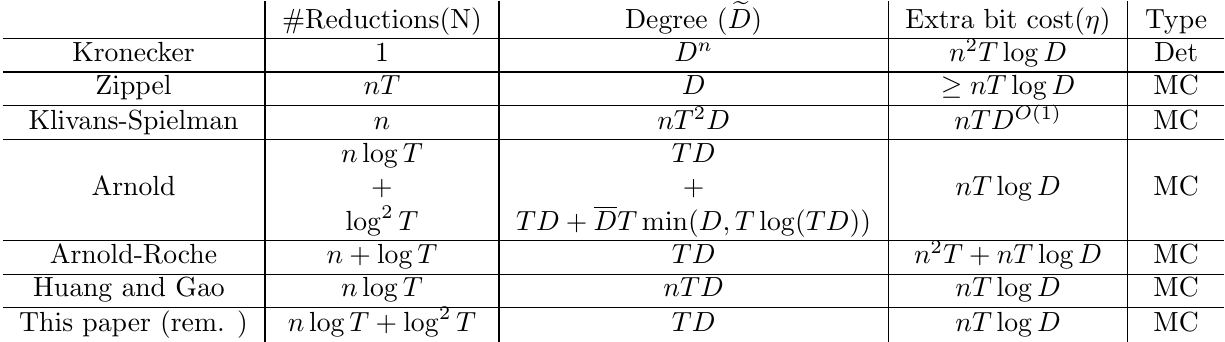 #Reductions(N) Degree ($\widetilde{D}$) Extra bit cost($\eta$) Type
Kronecker 1 $D^n$ $n^2T \log D$ Det
Zippel $nT$ $D$ $\geq nT \log D$ MC
Klivans-Spielman $n$ $nT^2D$ $nTD^{O(1)}$ MC
$n \log T$ $TD$
Arnold + + $nT \log D$ MC
$\log^2 T$ $TD + \overline{D}T \min(D, T \log(TD))$
Arnold-Roche $n + \log T$ $TD$ $n^2T + nT \log D$ MC
Huang and Gao $n \log T$ $nTD$ $nT \log D$ MC
This paper (rem. ) $n \log T + \log^2 T$ $TD$ $nT \log D$ MC